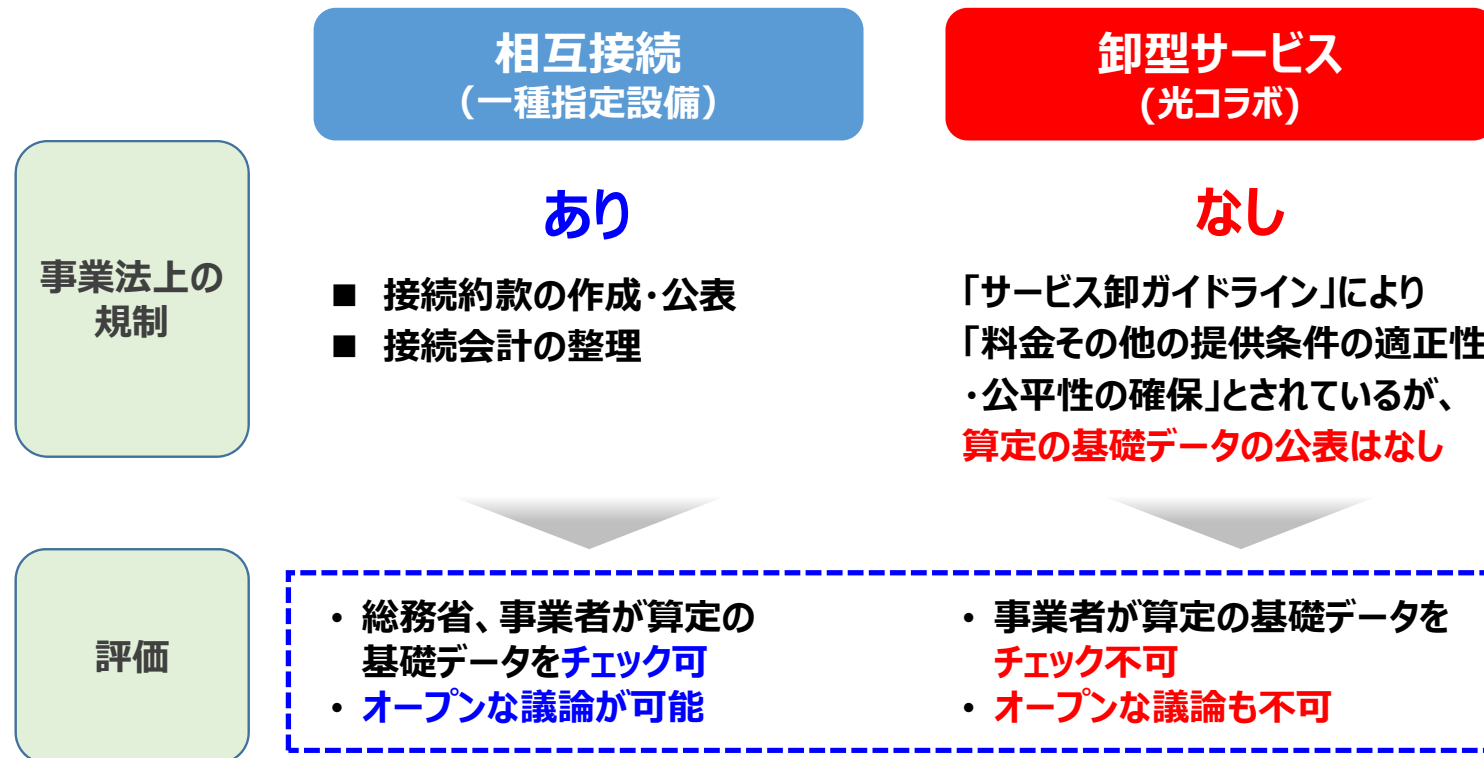 相互接続
（一種指定設備）
卸型サービス
(光コラボ)
事業法上の
規制
あり
■ 接続約款の作成・公表
■ 接続会計の整理
なし
「サービス卸ガイドライン」により
「料金その他の提供条件の適正性
・公平性の確保」とされているが、
算定の基礎データの公表はなし
評価
・総務省、事業者が算定の
基礎データをチェック可
・オープンな議論が可能
・事業者が算定の基礎データを
チェック不可
・オープンな議論も不可